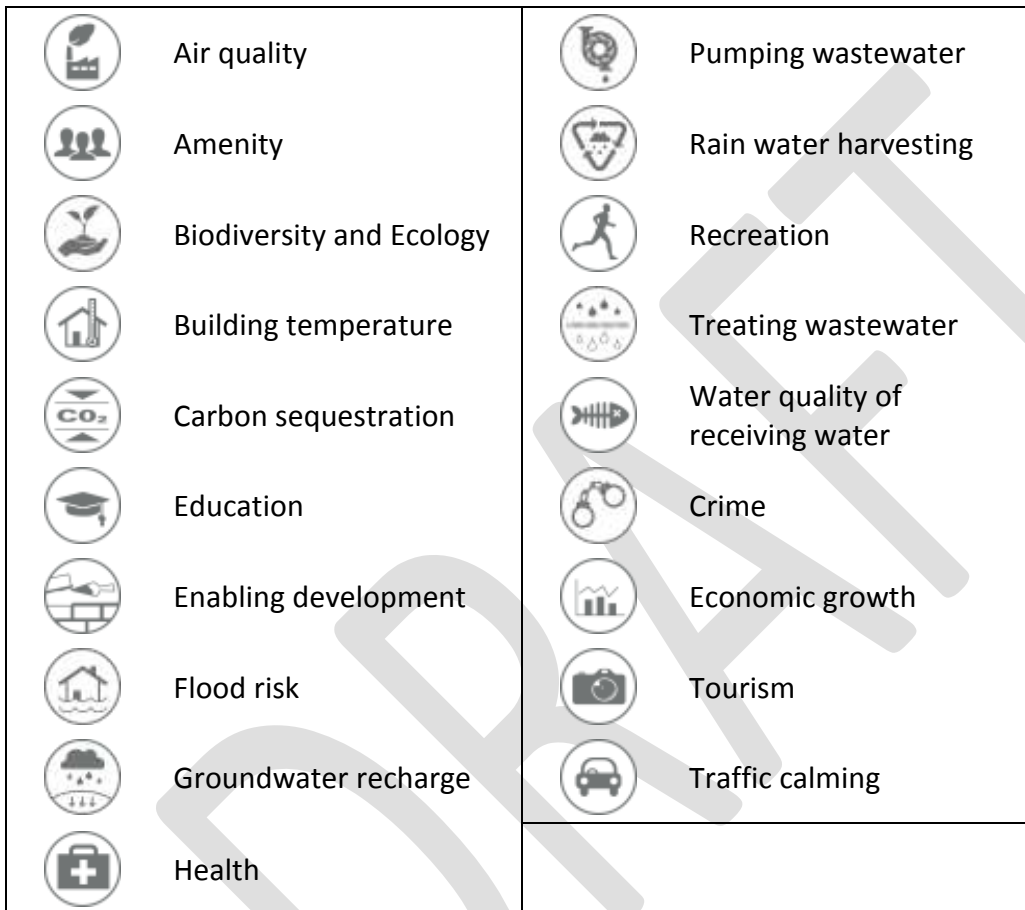 Air quality
Amenity
Biodiversity and Ecology
Building temperature
CO₂
Carbon sequestration
Education
Enabling development
Flood risk
Groundwater recharge
Health
Pumping wastewater
Rain water harvesting
Recreation
Treating wastewater
Water quality of
receiving water
Crime
Economic growth
Tourism
Traffic calming
DRAFT